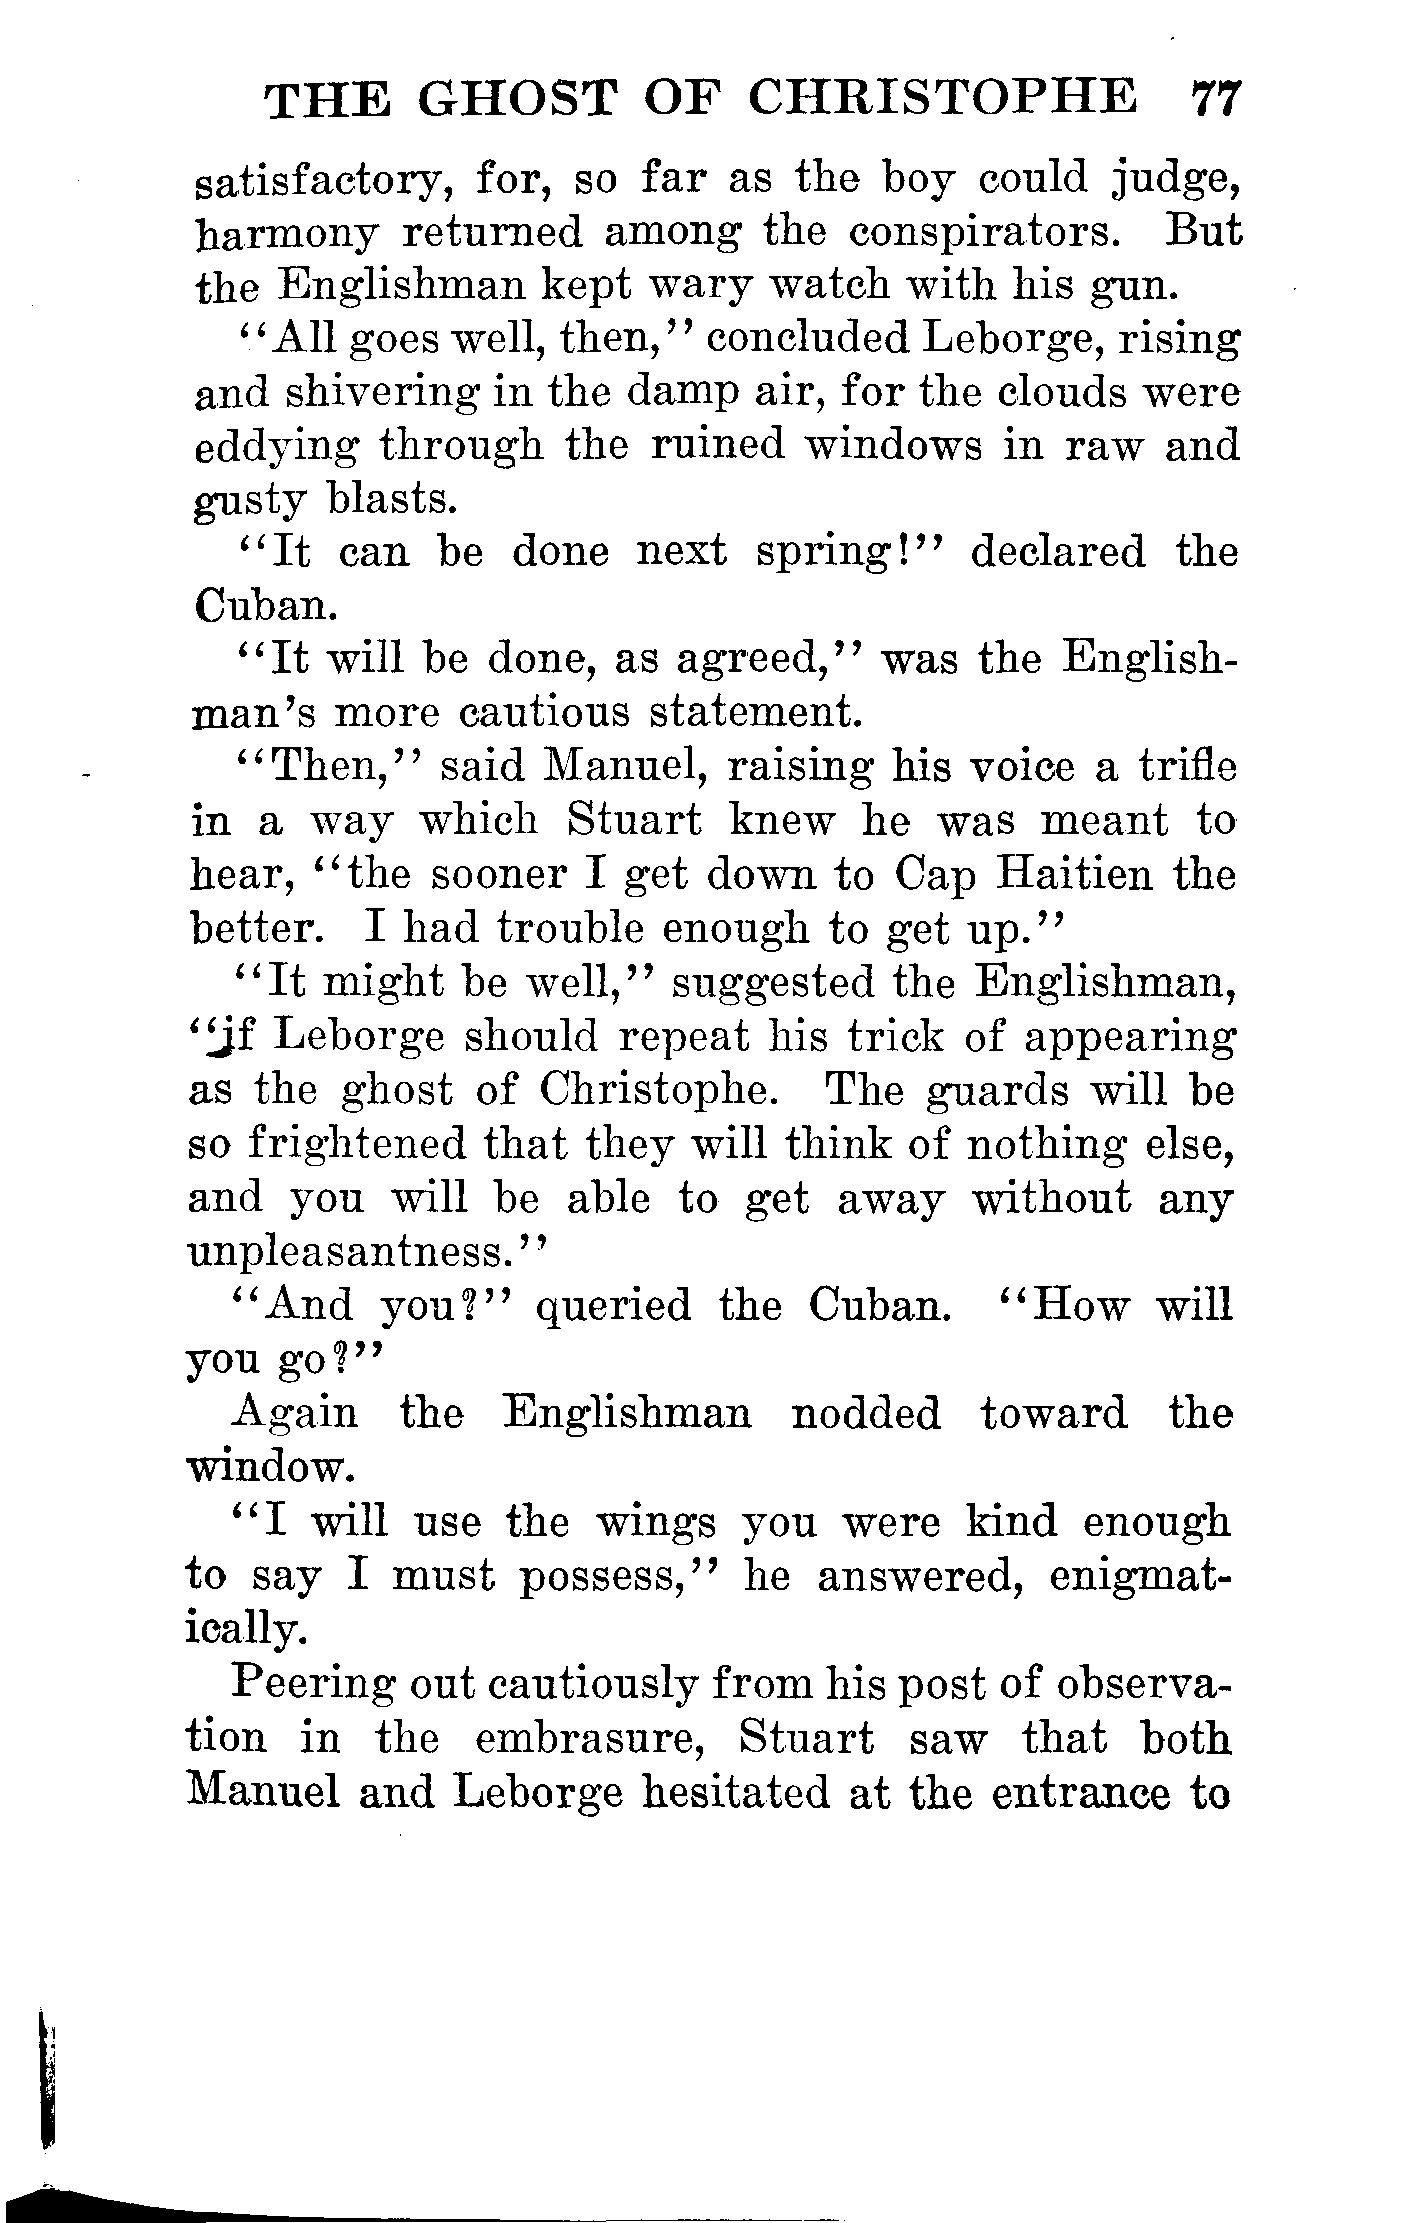 THE GHOST OF CHRISTOPHE 77
satisfactory, for, so far as the boy could judge,
harmony returned among the conspirators. But
the Englishman kept wary watch with his gun.
"All goes well, then," concluded Leborge, rising
and shivering in the damp air, for the clouds were
eddying through the ruined windows in raw and
gusty blasts.
"It can be done next spring!" declared the
Cuban.
"It will be done, as agreed," was the English-
man's more cautious statement.
"Then," said Manuel, raising his voice a trifle
in a way which Stuart knew he was meant to
hear, "the sooner I get down to Cap Haitien the
better. I had trouble enough to get up."
"It might be well," suggested the Englishman,
"if Leborge should repeat his trick of appearing
as the ghost of Christophe. The guards will be
so frightened that they will think of nothing else,
and you will be able to get away without any
unpleasantness."
"And you?" queried the Cuban. "How will
you go?"
Again the Englishman nodded toward the
window.
"I will use the wings you were kind enough
to say I must possess," he answered, enigmat-
ically.
Peering out cautiously from his post of observa-
tion in the embrasure, Stuart saw that both
Manuel and Leborge hesitated at the entrance to